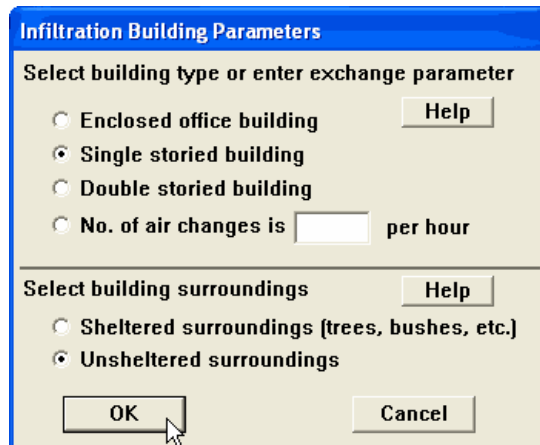 Infiltration Building Parameters
Select building type or enter exchange parameter
Help
Enclosed office building
Single storied building
Double storied building
No. of air changes is per hour
Select building surroundings Help
Sheltered surroundings (trees, bushes, etc.)
Unsheltered surroundings
OK Cancel